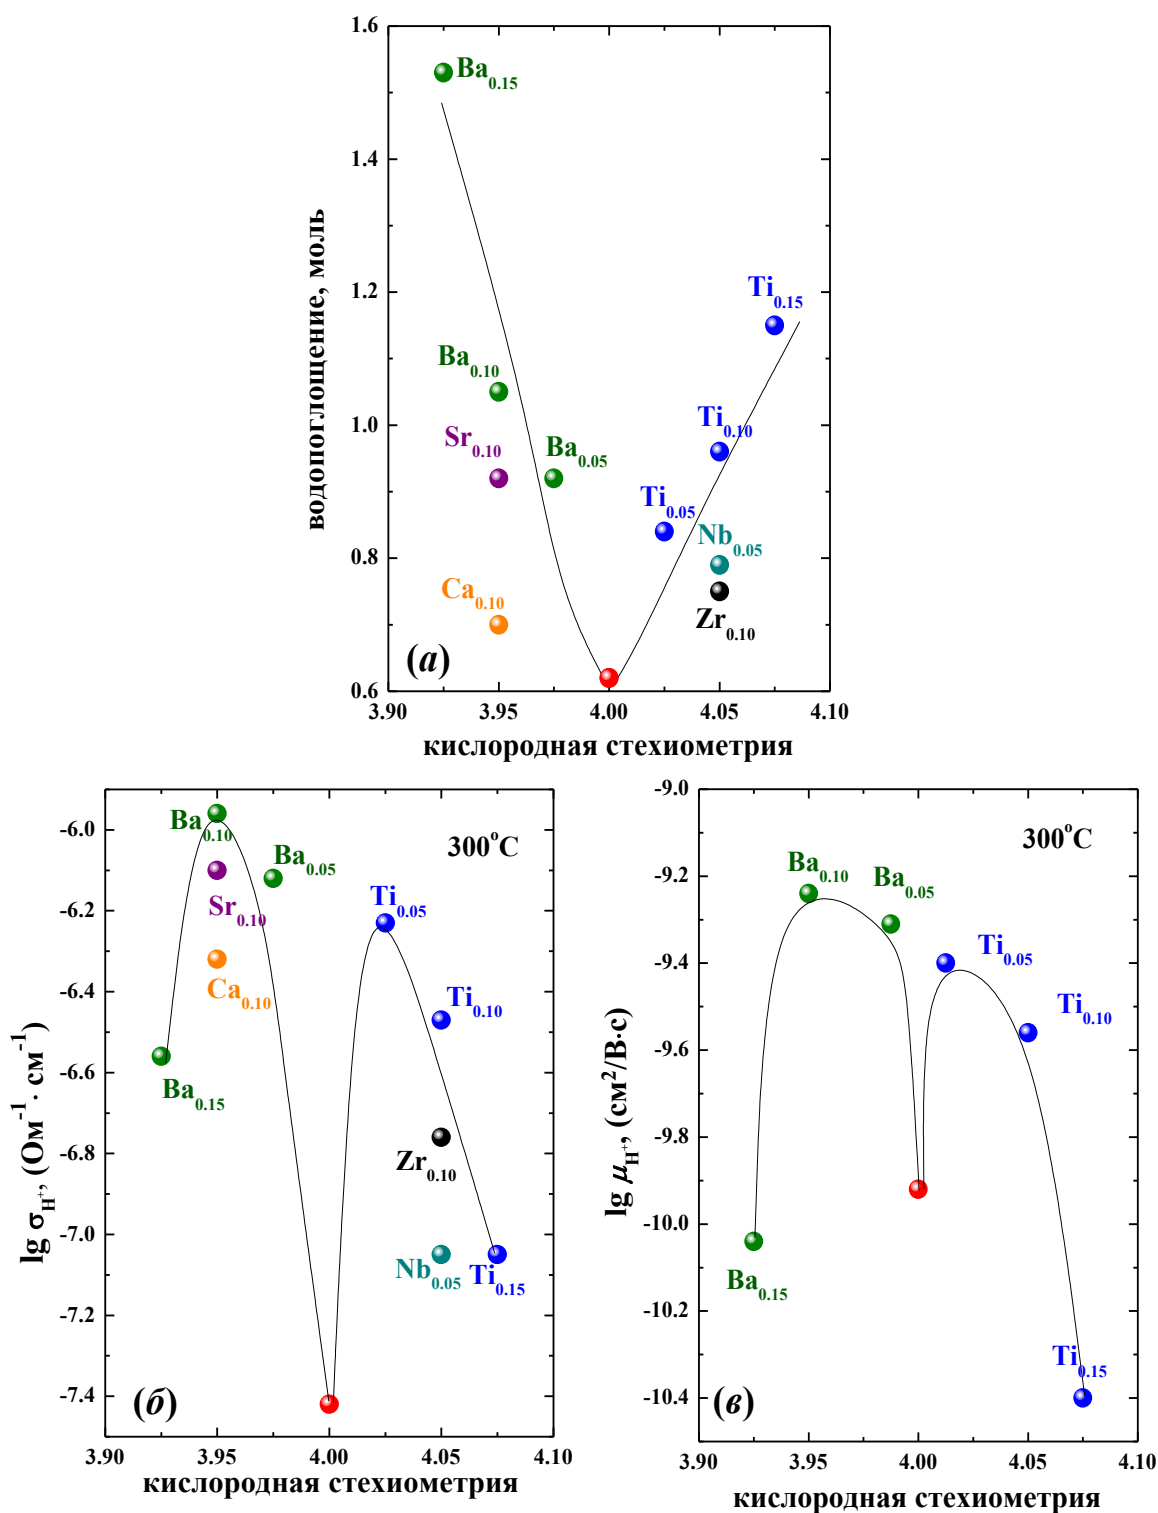 1.6
Ba0.15
1.4
Ti0.15
1.2
Ba0.10
Ti0.10
1.0
Sr0.10
Ba0.05
Ti0.05
Nb0.05
0.8
Ca0.10
Zr0.10
(а)
0.6
водопоглощение, моль
3.90 3.95 4.00 4.05 4.10
кислородная стехиометрия
-6.0
Ba0.10
300°C
Ba0.05
-6.2
Ti0.05
Sr0.10
Ca0.10
-6.4
Ti0.10
-6.6
Ba0.15
-6.8
Zr0.10
-7.0
Nb0.05
Ti0.15
-7.2
-7.4
(б)
lg σH+, (Ом-1· см-1)
3.90 3.95 4.00 4.05 4.10
кислородная стехиометрия
-9.0
300°C
Ba0.10
Ba0.05
-9.2
Ti0.05
-9.4
Ti0.10
-9.6
-9.8
-10.0
Ba0.15
-10.2
Ti0.15
-10.4
(в)
lg μH+, (см2/В·с)
3.90 3.95 4.00 4.05 4.10
кислородная стехиометрия